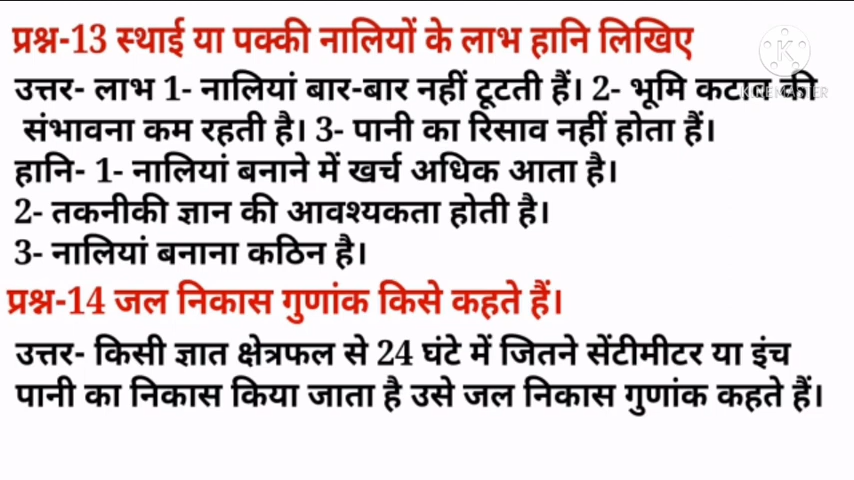 प्रश्न-13 स्थाई या पक्की नालियों के लाभ हानि लिखिए
उत्तर- लाभ 1- नालियां बार-बार नहीं टूटती हैं। 2- भूमि कटाव की
संभावना कम रहती है। 3- पानी का रिसाव नहीं होता हैं।
हानि- 1- नालियां बनाने में खर्च अधिक आता है।
2- तकनीकी ज्ञान की आवश्यकता होती है।
3- नालियां बनाना कठिन है।
प्रश्न-14 जल निकास गुणांक किसे कहते हैं।
उत्तर- किसी ज्ञात क्षेत्रफल से 24 घंटे में जितने सेंटीमीटर या इंच
पानी का निकास किया जाता है उसे जल निकास गुणांक कहते हैं।
K
KINEMASTER